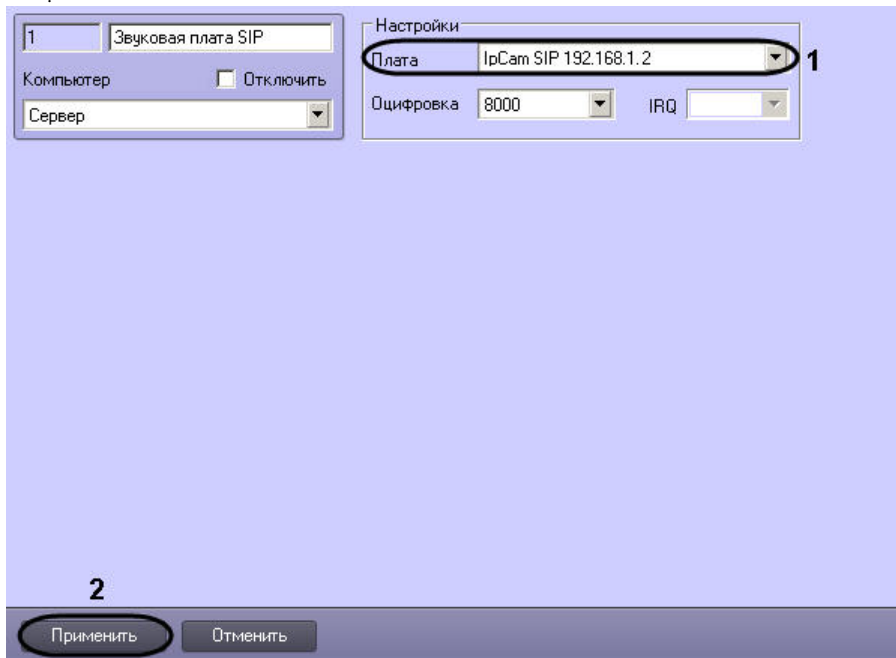 1 Звуковая плата SIP
Компьютер Отключить
Сервер
Настройки
Плата IpCam SIP 192.168.1.2 1
Оцифровка 8000 IRQ
2
Применить Отменить